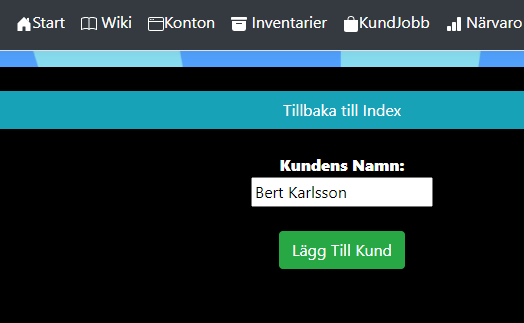 Start Wiki Konton Inventarier KundJobb Närvaro
Tillbaka till Index
Kundens Namn:
Bert Karlsson
Lägg Till Kund